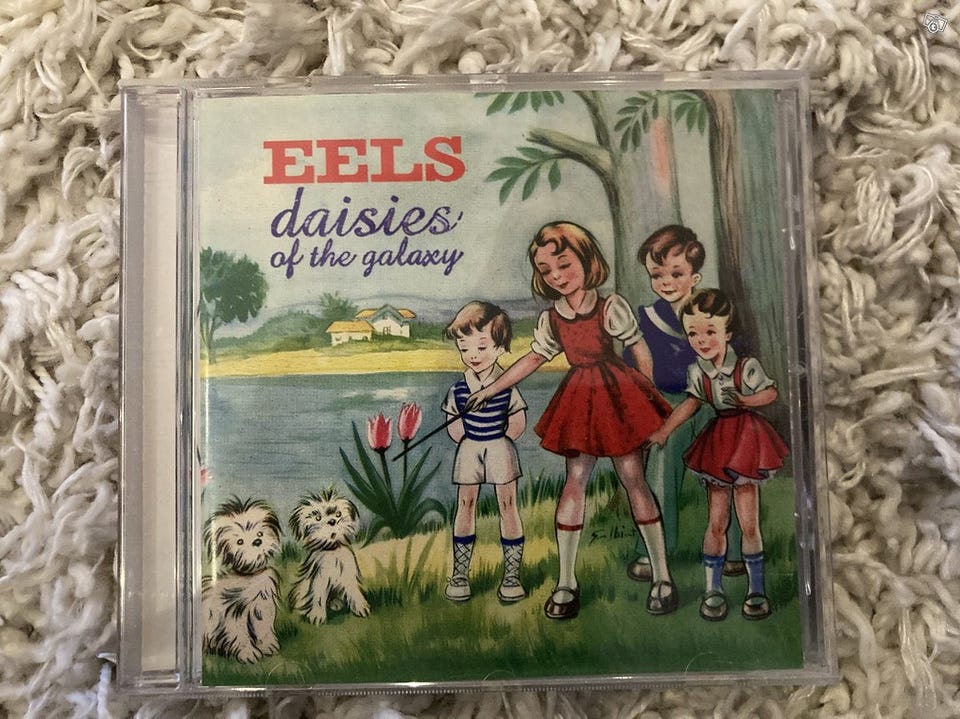 EELS
daisies
of the galaxy